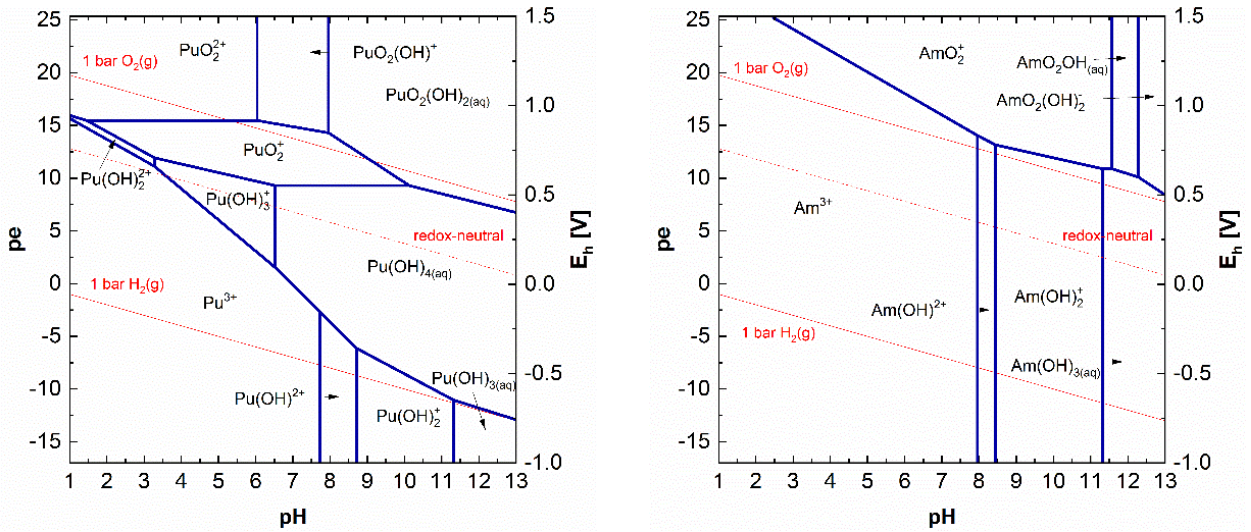 PuO₂²⁺
PuO₂(OH)⁺
1 bar O₂(g)
PuO₂(OH)₂(aq)
PuO₂⁺
Pu(OH)₂²⁺
Pu(OH)₃⁺
redox-neutral
Pu(OH)₄(aq)
1 bar H₂(g)
Pu³⁺
Pu(OH)₃(aq)
Pu(OH)²⁺
Pu(OH)₂⁺
25
20
15
10
5
0
-5
-10
-15
pe
1.5
1.0
0.5
0.0
-0.5
-1.0
Eₕ [V]
1 2 3 4 5 6 7 8 9 10 11 12 13
pH
AmO₂⁺
AmO₂OH(aq)
1 bar O₂(g)
AmO₂(OH)₂⁻
Am³⁺
redox-neutral
Am(OH)²⁺
Am(OH)₂⁺
1 bar H₂(g)
Am(OH)₃(aq)
25
20
15
10
5
0
-5
-10
-15
pe
1.5
1.0
0.5
0.0
-0.5
-1.0
Eₕ [V]
1 2 3 4 5 6 7 8 9 10 11 12 13
pH